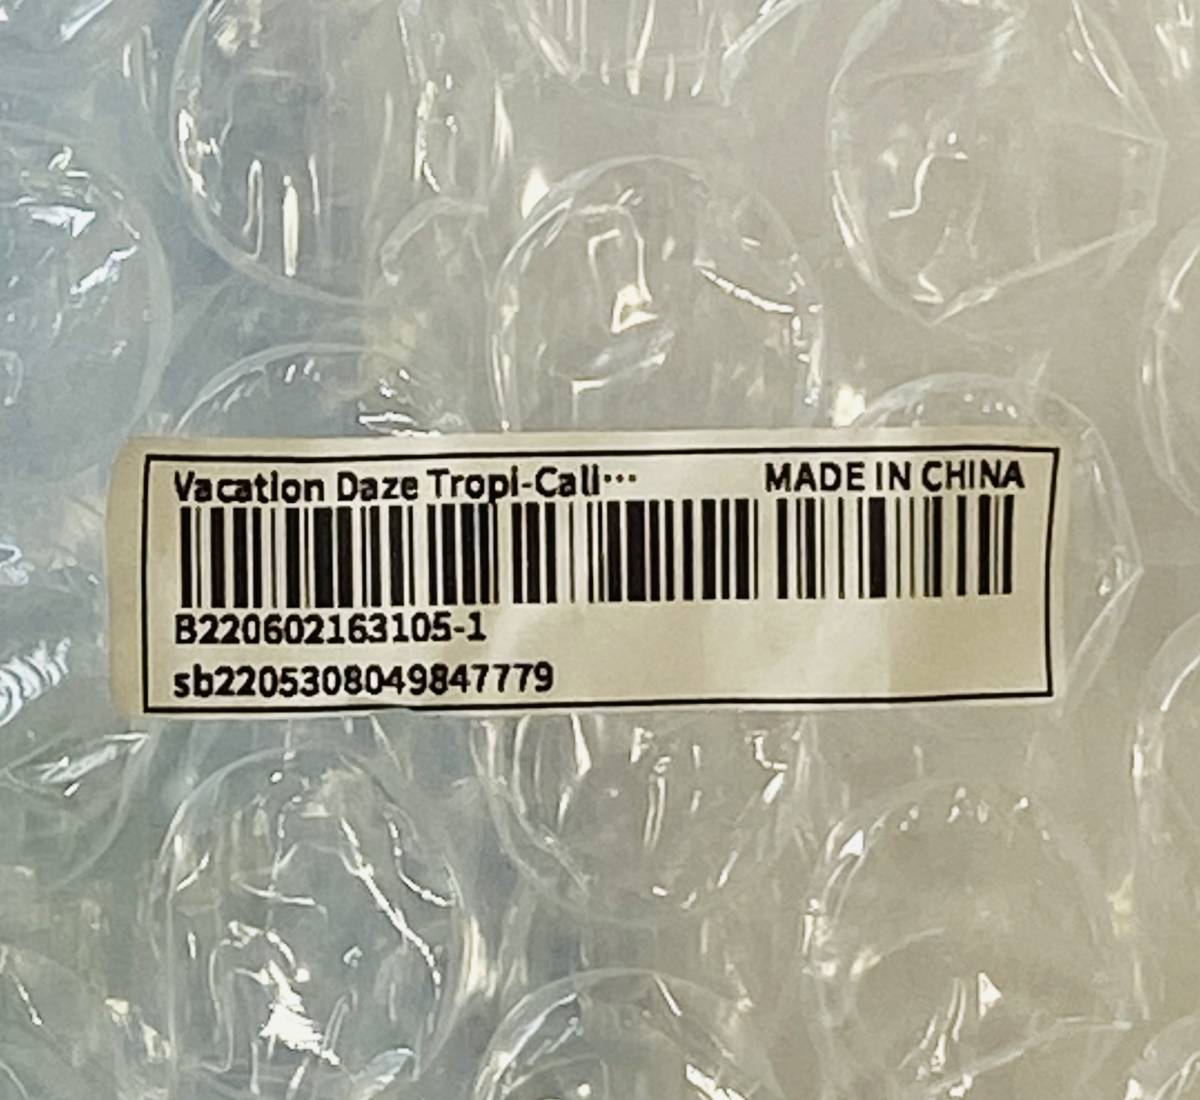 Vacation Daze Tropi-Cali… MADE IN CHINA
B220602163105-1
sb2205308049847779